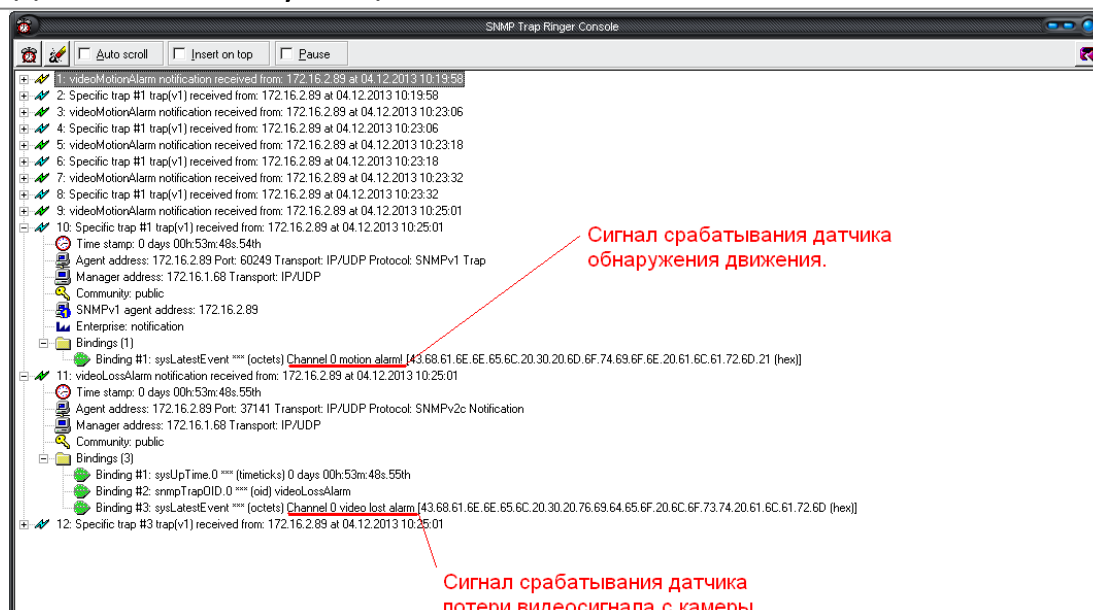 SNMP Trap Ringer Console
Auto scroll Insert on top Pause
1: videoMotionAlarm notification received from: 172.16.2.89 at 04.12.2013 10:19:58
2: Specific trap #1 trap(v1) received from: 172.16.2.89 at 04.12.2013 10:19:58
3: videoMotionAlarm notification received from: 172.16.2.89 at 04.12.2013 10:23:06
4: Specific trap #1 trap(v1) received from: 172.16.2.89 at 04.12.2013 10:23:06
5: videoMotionAlarm notification received from: 172.16.2.89 at 04.12.2013 10:23:18
6: Specific trap #1 trap(v1) received from: 172.16.2.89 at 04.12.2013 10:23:18
7: videoMotionAlarm notification received from: 172.16.2.89 at 04.12.2013 10:23:32
8: Specific trap #1 trap(v1) received from: 172.16.2.89 at 04.12.2013 10:23:32
9: videoMotionAlarm notification received from: 172.16.2.89 at 04.12.2013 10:25:01
10: Specific trap #1 trap(v1) received from: 172.16.2.89 at 04.12.2013 10:25:01
Time stamp: 0 days 00h:53m:48s.54th
Agent address: 172.16.2.89 Port: 60249 Transport: IP/UDP Protocol: SNMPv1 Trap
Manager address: 172.16.1.68 Transport: IP/UDP
Community: public
SNMPv1 agent address: 172.16.2.89
Enterprise: notification
Bindings (1)
Binding #1: sysLatestEvent *** (octets) Channel 0 motion alarm! [43.68.61.6E.6E.65.6C.20.30.20.6D.6F.74.69.6F.6E.20.61.6C.61.72.6D.21 (hex)]
11: videoLossAlarm notification received from: 172.16.2.89 at 04.12.2013 10:25:01
Time stamp: 0 days 00h:53m:48s.55th
Agent address: 172.16.2.89 Port: 37141 Transport: IP/UDP Protocol: SNMPv2c Notification
Manager address: 172.16.1.68 Transport: IP/UDP
Community: public
Bindings (3)
Binding #1: sysUpTime.0 *** (timeticks) 0 days 00h:53m:48s.55th
Binding #2: snmpTrapOID.0 *** (oid) videoLossAlarm
Binding #3: sysLatestEvent *** (octets) Channel 0 video lost alarm [43.68.61.6E.6E.65.6C.20.30.20.76.69.64.65.6F.20.6C.6F.73.74.20.61.6C.61.72.6D (hex)]
12: Specific trap #3 trap(v1) received from: 172.16.2.89 at 04.12.2013 10:25:01
Сигнал срабатывания датчика
обнаружения движения.
Сигнал срабатывания датчика
потери видеосигнала с камеры